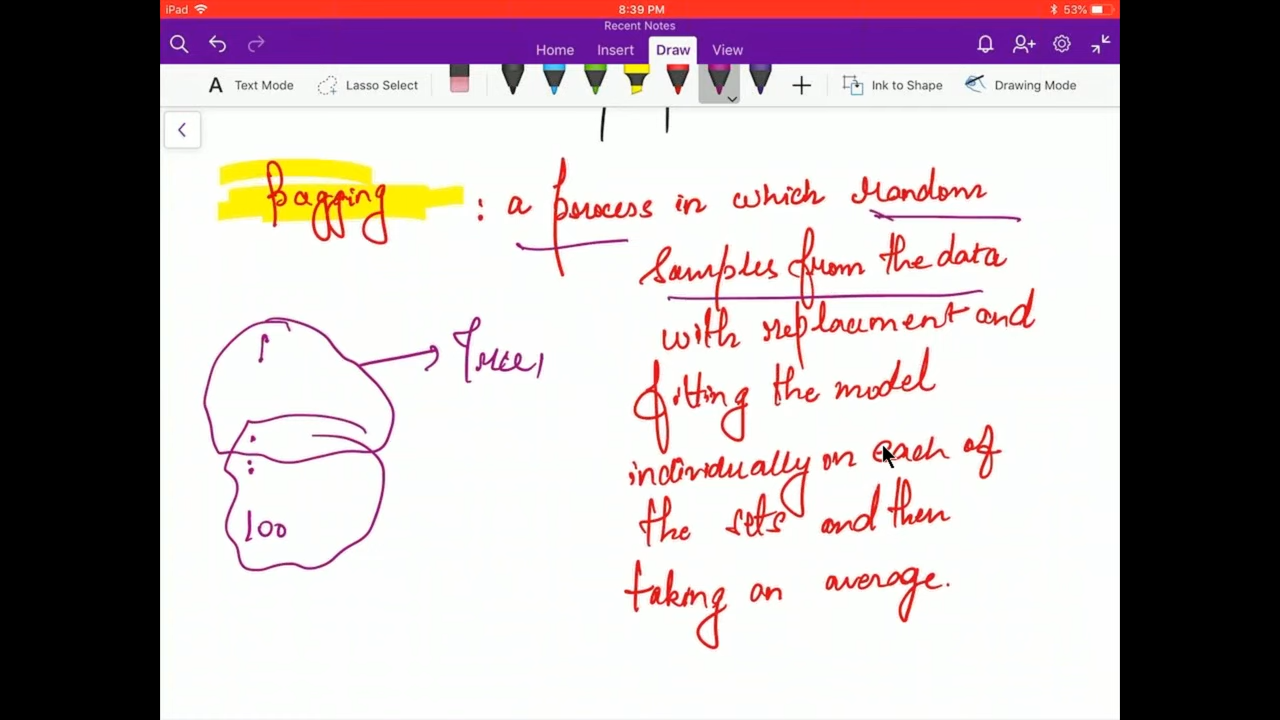 iPad 8:39 PM 53%
Recent Notes
Home Insert Draw View
A Text Mode Lasso Select Ink to Shape Drawing Mode
Bagging : a process in which random
samples from the data
with replacment and
fitting the model
individually on each of
the sets and then
taking an average.
1 Tree1
100